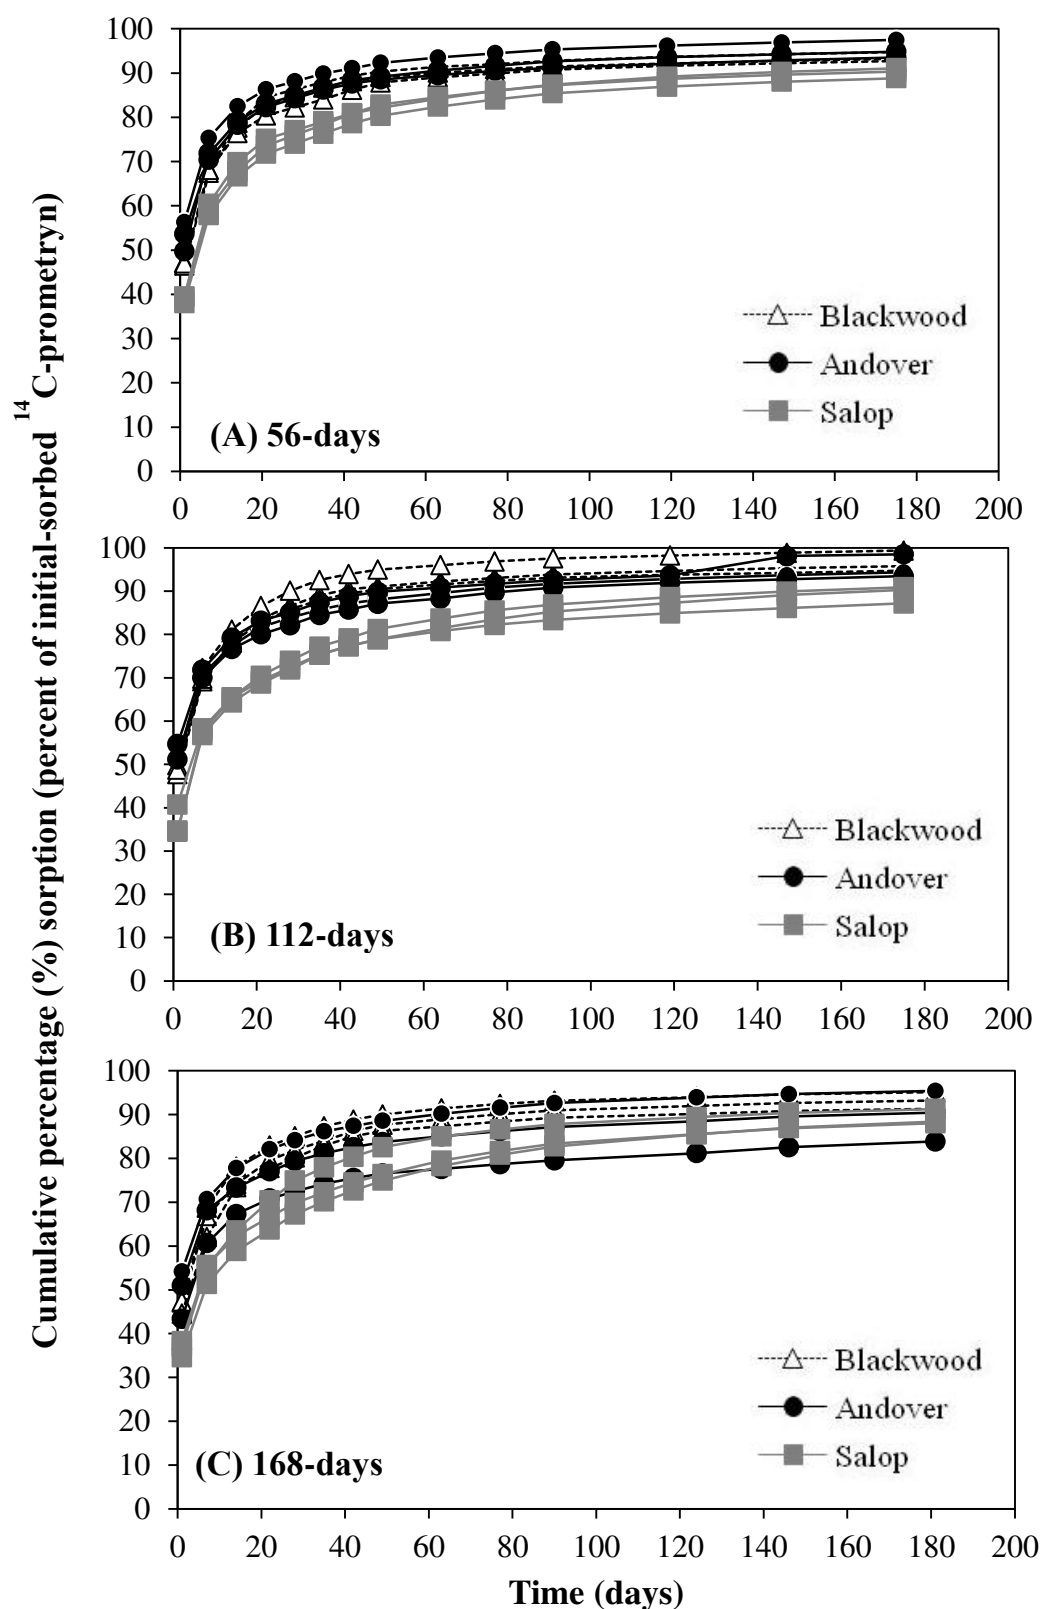 Cumulative percentage (%) sorption (percent of initial-sorbed ¹⁴C-prometryn)
100
90
80
70
60
50
40
30
20
10
0
Blackwood
Andover
Salop
(A) 56-days
0 20 40 60 80 100 120 140 160 180 200
100
90
80
70
60
50
40
30
20
10
0
Blackwood
Andover
Salop
(B) 112-days
0 20 40 60 80 100 120 140 160 180 200
100
90
80
70
60
50
40
30
20
10
0
Blackwood
Andover
Salop
(C) 168-days
0 20 40 60 80 100 120 140 160 180 200
Time (days)